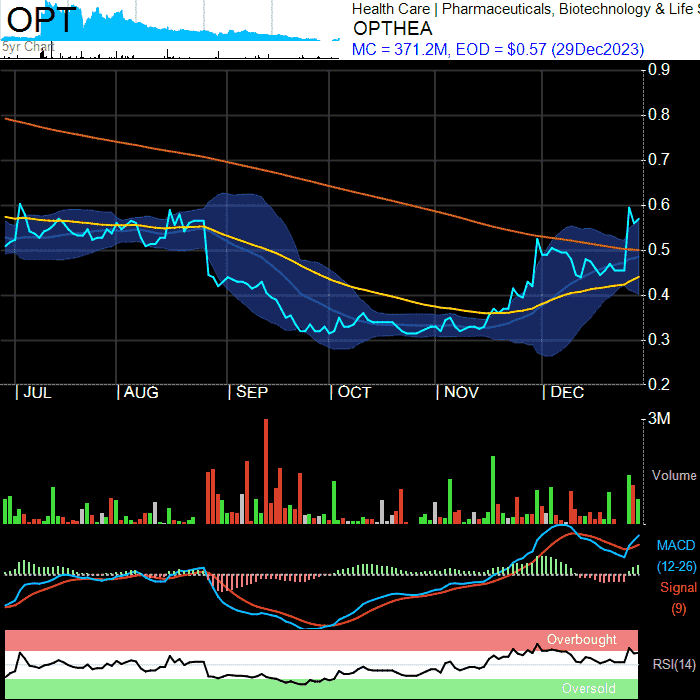 OPT
5yr Chart
Health Care | Pharmaceuticals, Biotechnology & Life S
OPTHEA
MC = 371.2M, EOD = $0.57 (29Dec2023)
0.9
0.8
0.7
0.6
0.5
0.4
0.3
0.2
| JUL | AUG | SEP | OCT | NOV | DEC
3M
Volume
MACD
(12-26)
Signal
(9)
Overbought
RSI(14)
Oversold